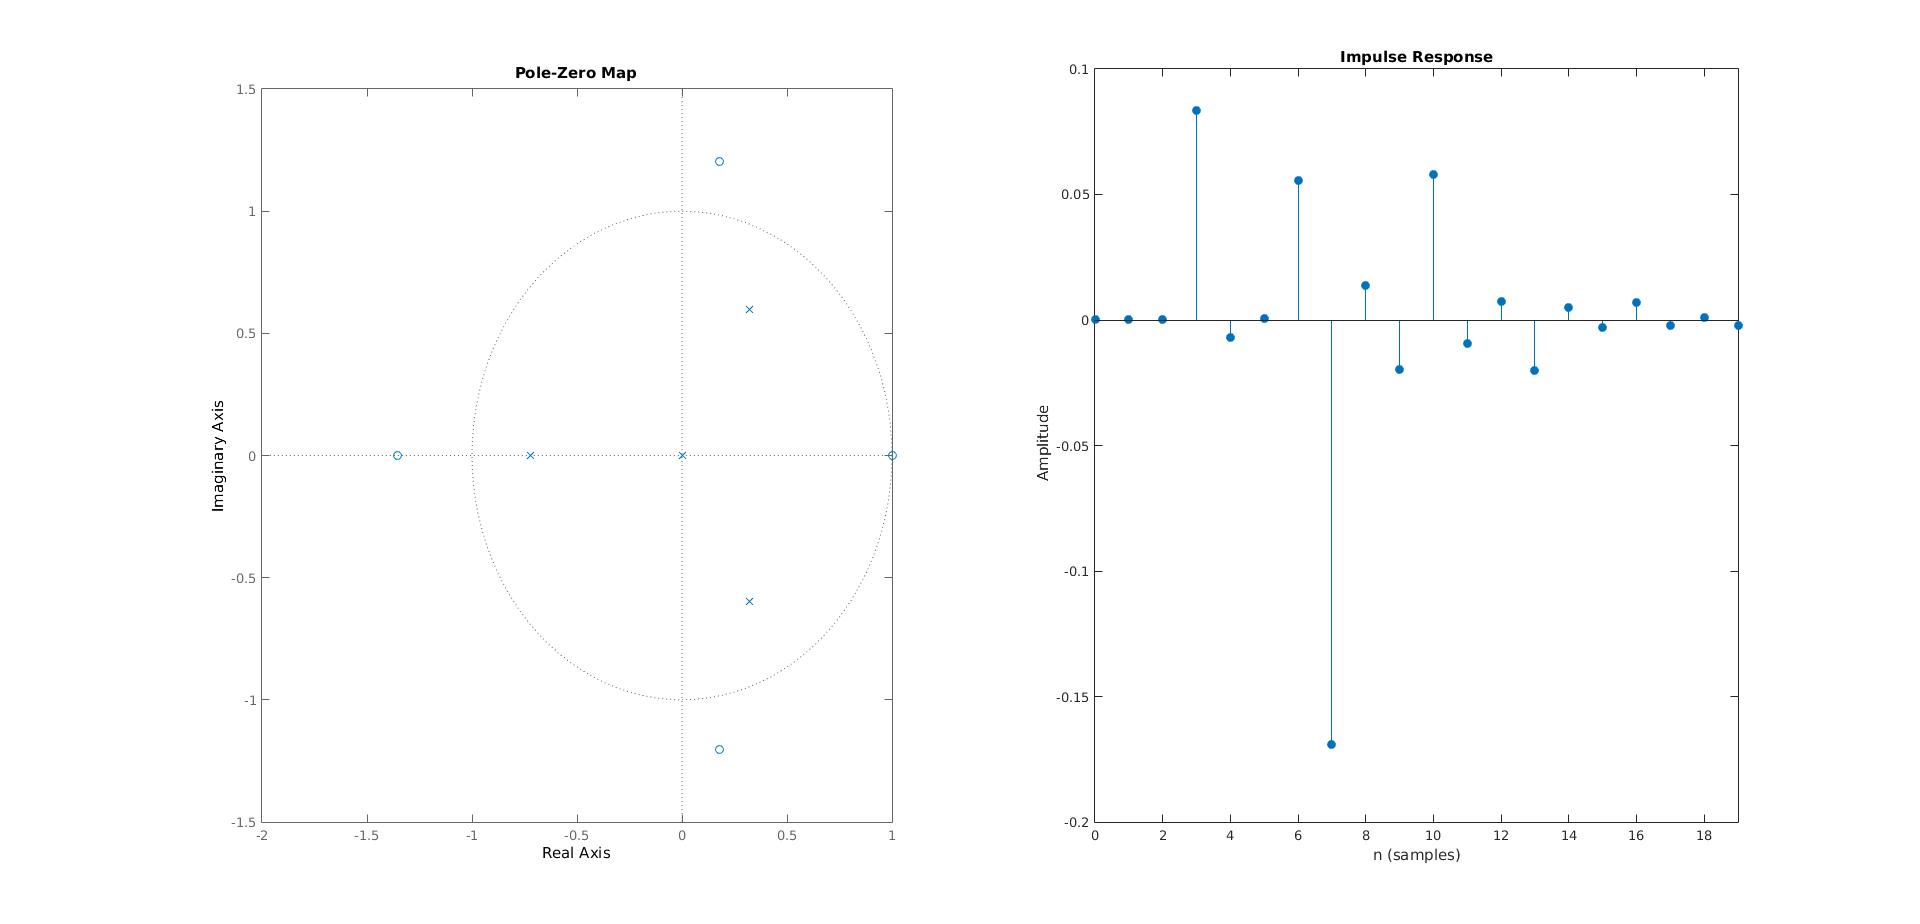 Pole-Zero Map
1.5
1
0.5
0
-0.5
-1
-1.5
-2 -1.5 -1 -0.5 0 0.5 1
Real Axis
Imaginary Axis
Impulse Response
0.1
0.05
0
-0.05
-0.1
-0.15
-0.2
0 2 4 6 8 10 12 14 16 18
n (samples)
Amplitude